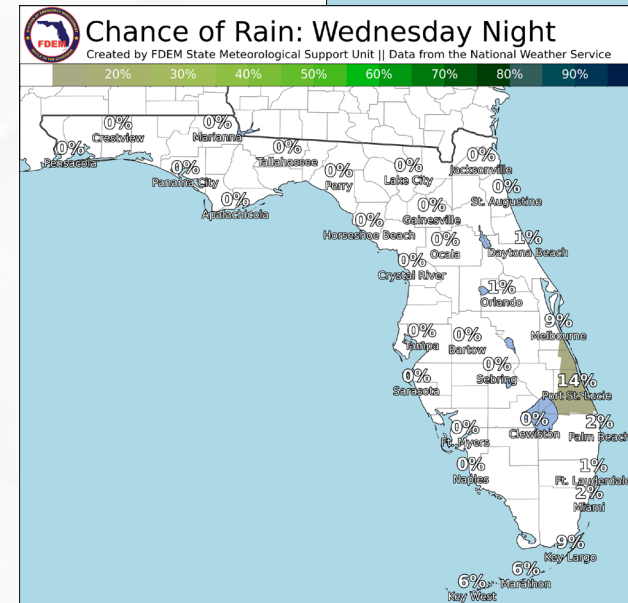 Chance of Rain: Wednesday Night
Created by FDEM State Meteorological Support Unit || Data from the National Weather Service
FDEM
20% 30% 40% 50% 60% 70% 80% 90%
0%
Crestview
0%
Marianna
0%
Pensacola
0%
Tallahassee
0%
Panama City
0%
Perry
0%
Lake City
0%
Jacksonville
0%
Apalachicola
0%
St. Augustine
0%
Gainesville
0%
Horseshoe Beach
0%
Ocala
1%
Daytona Beach
0%
Crystal River
1%
Orlando
9%
Melbourne
0%
Tampa
0%
Bartow
0%
Sebring
0%
Sarasota
14%
Port St. Lucie
0%
Clewiston
2%
Palm Beach
0%
Ft. Myers
0%
Naples
1%
Ft. Lauderdale
2%
Miami
9%
Key Largo
6%
Marathon
6%
Key West